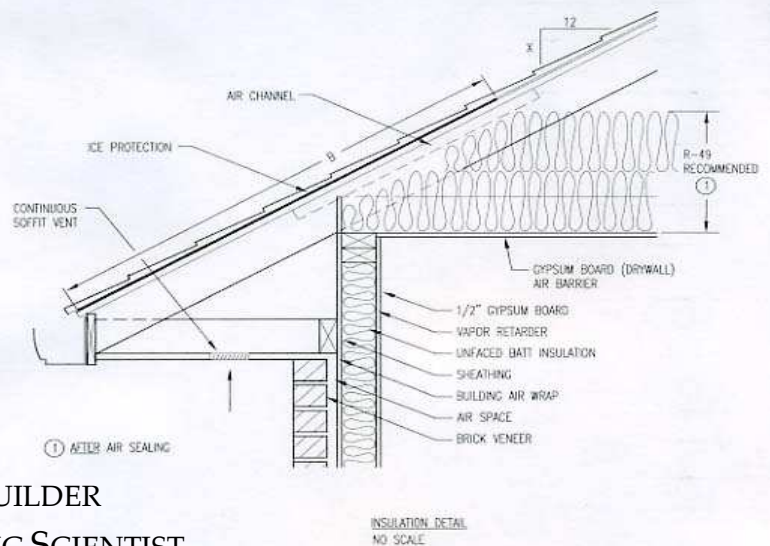 12
X
AIR CHANNEL
ICE PROTECTION
B
CONTINUOUS
SOFFIT VENT
R-49
RECOMMENDED
1
GYPSUM BOARD (DRYWALL)
AIR BARRIER
1/2" GYPSUM BOARD
VAPOR RETARDER
UNFACED BATT INSULATION
SHEATHING
BUILDING AIR WRAP
AIR SPACE
BRICK VENEER
1 AFTER AIR SEALING
INSULATION DETAIL
NO SCALE